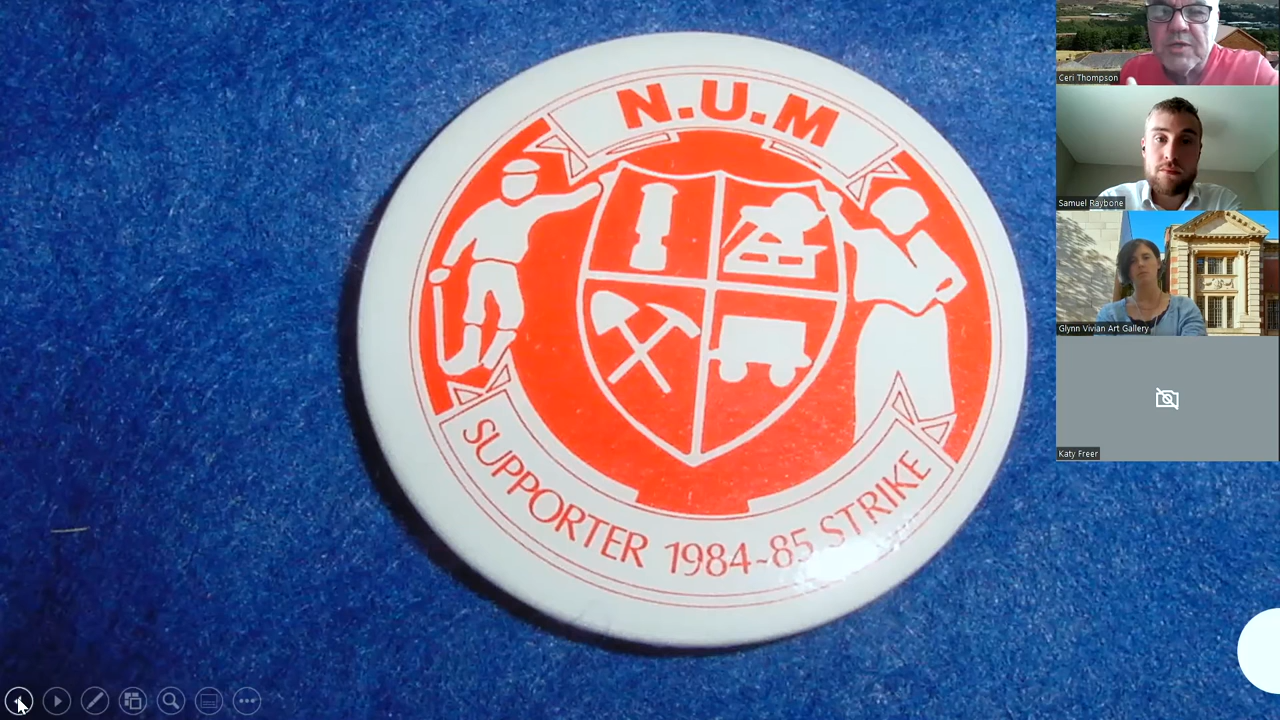 N.U.M
SUPPORTER 1984-85 STRIKE
Ceri Thompson
Samuel Raybone
Glynn Vivian Art Gallery
Katy Freer